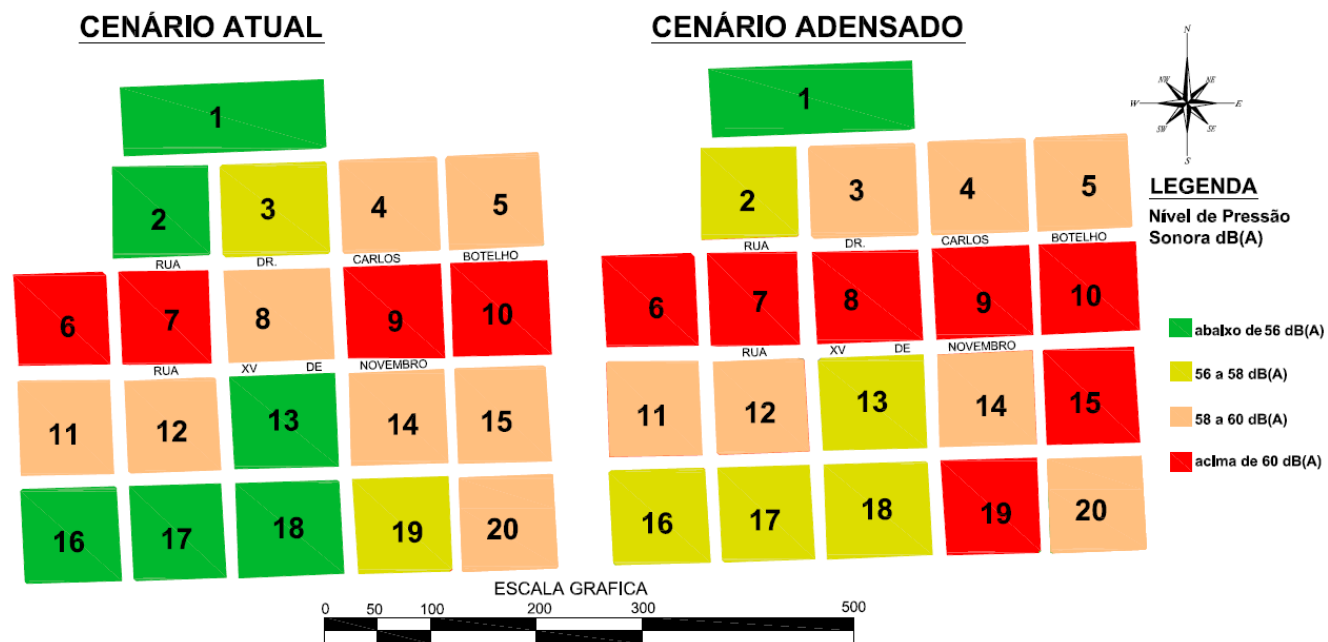 CENÁRIO ATUAL
CENÁRIO ADENSADO
1
2 3 4 5
RUA DR. CARLOS BOTELHO
6 7 8 9 10
RUA XV DE NOVEMBRO
11 12 13 14 15
16 17 18 19 20
1
2 3 4 5
RUA DR. CARLOS BOTELHO
6 7 8 9 10
RUA XV DE NOVEMBRO
11 12 13 14 15
16 17 18 19 20
N
NW NE
W E
SW SE
S
LEGENDA
Nível de Pressão
Sonora dB(A)
abaixo de 56 dB(A)
56 a 58 dB(A)
58 a 60 dB(A)
acima de 60 dB(A)
ESCALA GRAFICA
0 50 100 200 300 500